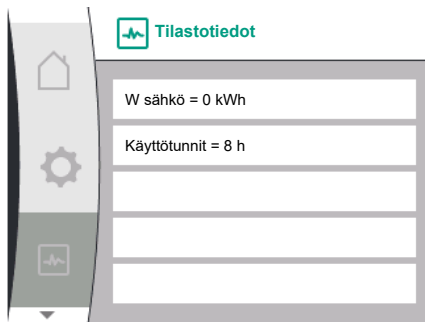 Tilastotiedot
W sähkö = 0 kWh
Käyttötunnit = 8 h